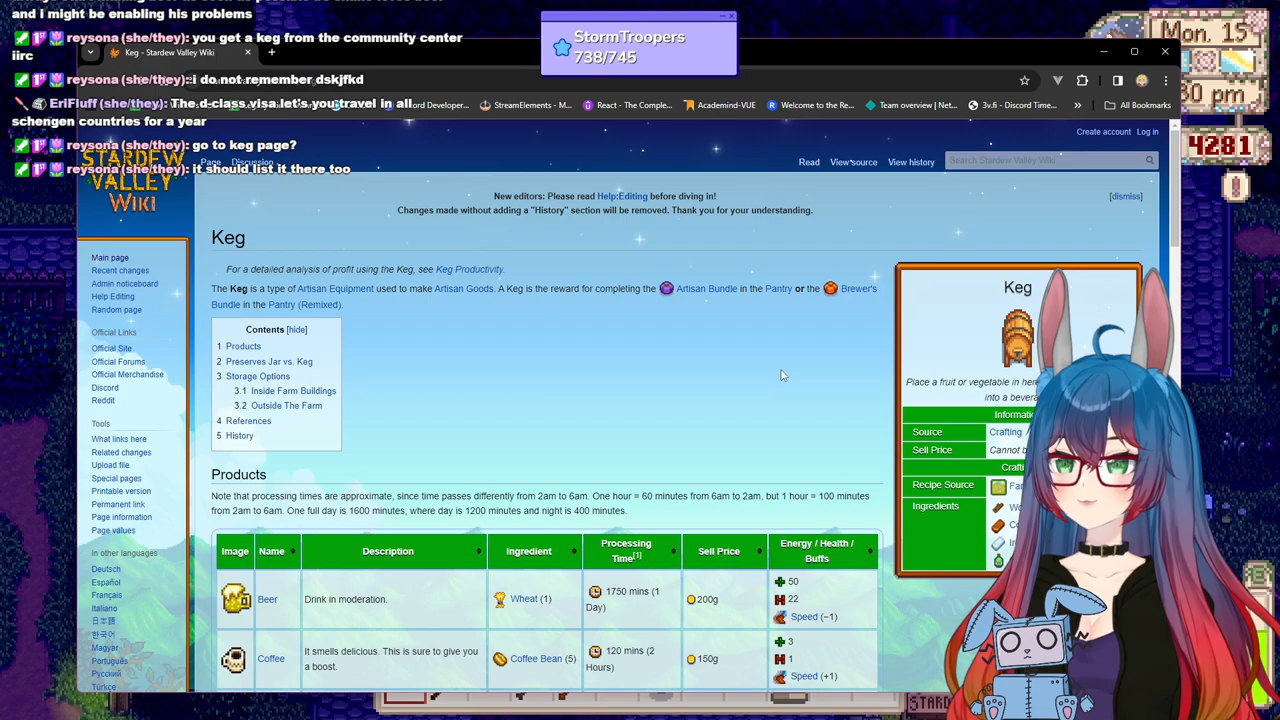 and i might be enabling his problems
reysona (she/they): you get a keg from the community center
iirc
reysona (she/they): i do not remember dskjfkd
EriFluff (she/they): The d-class visa let's you travel in all
schengen countries for a year
reysona (she/they): go to keg page?
reysona (she/they): it should list it there too
StormTroopers
738/745
Mon. 15
30 pm
4281
Keg - Stardew Valley Wiki
ord Developer...
StenElements - M...
React - The Comple...
Academind-VUE
Welcome to the Re...
Team overview | Net...
3v.fi - Discord Time...
All Bookmarks
Create account Log in
STARDEW
VALLEY
WIKI
Page Discussion
Read View source View history
Search Stardew Valley Wiki
New editors: Please read Help:Editing before diving in!
Changes made without adding a "History" section will be removed. Thank you for your understanding.
[dismiss]
Main page
Recent changes
Admin noticeboard
Help Editing
Random page
Official Links
Official Site
Official Forums
Official Merchandise
Discord
Reddit
Tools
What links here
Related changes
Upload file
Special pages
Printable version
Permanent link
Page information
Page values
In other languages
Deutsch
Español
Français
Italiano
日本語
한국어
Magyar
Português
Русский
Türkçe
Keg
For a detailed analysis of profit using the Keg, see Keg Productivity.
The Keg is a type of Artisan Equipment used to make Artisan Goods. A Keg is the reward for completing the Artisan Bundle in the Pantry or the Brewer's
Bundle in the Pantry (Remixed).
Contents [hide]
1 Products
2 Preserves Jar vs. Keg
3 Storage Options
3.1 Inside Farm Buildings
3.2 Outside The Farm
4 References
5 History
Products
Note that processing times are approximate, since time passes differently from 2am to 6am. One hour = 60 minutes from 6am to 2am, but 1 hour = 100 minutes
from 2am to 6am. One full day is 1600 minutes, where day is 1200 minutes and night is 400 minutes.
Image Name Description Ingredient Processing Time[1] Sell Price Energy / Health / Buffs
Beer Drink in moderation. Wheat (1) 1750 mins (1 Day) 200g 50
22
Speed (−1)
Coffee It smells delicious. This is sure to give you a boost. Coffee Bean (5) 120 mins (2 Hours) 150g 3
1
Speed (+1)
Keg
Place a fruit or vegetable in here
into a bevera
Informati
Source Crafting
Sell Price Cannot b
Craft
Recipe Source Far
Ingredients